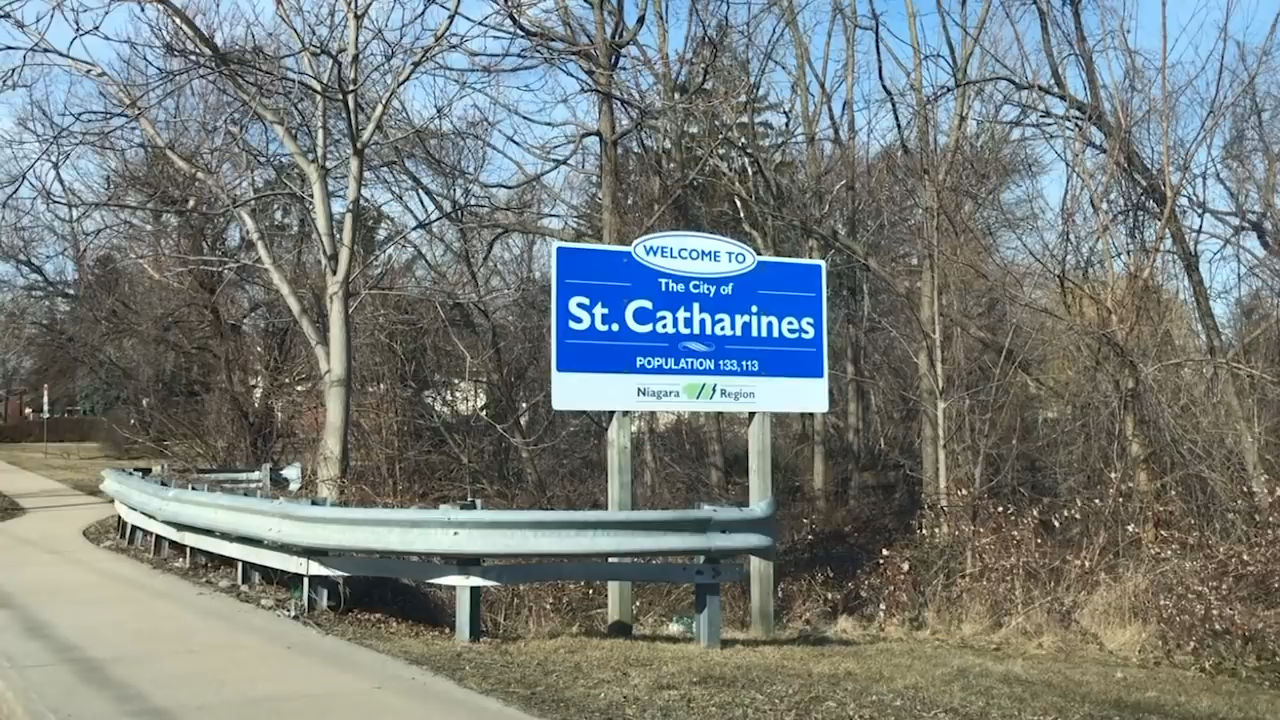 WELCOME TO
The City of
St. Catharines
POPULATION 133,113
Niagara Region